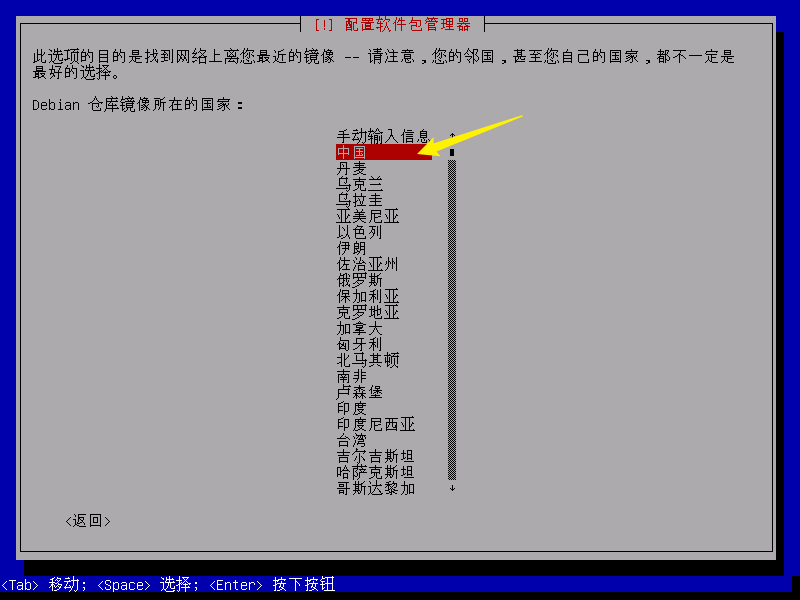 [!] 配置软件包管理器
此选项的目的是找到网络上离您最近的镜像 -- 请注意,您的邻国,甚至您自己的国家,都不一定是
最好的选择。
Debian 仓库镜像所在的国家:
手动输入信息
中国
丹麦
乌克兰
乌拉圭
亚美尼亚
以色列
伊朗
佐治亚州
俄罗斯
保加利亚
克罗地亚
加拿大
匈牙利
北马其顿
南非
卢森堡
印度
印度尼西亚
台湾
吉尔吉斯坦
哈萨克斯坦
哥斯达黎加
<返回>
<Tab> 移动; <Space> 选择; <Enter> 按下按钮